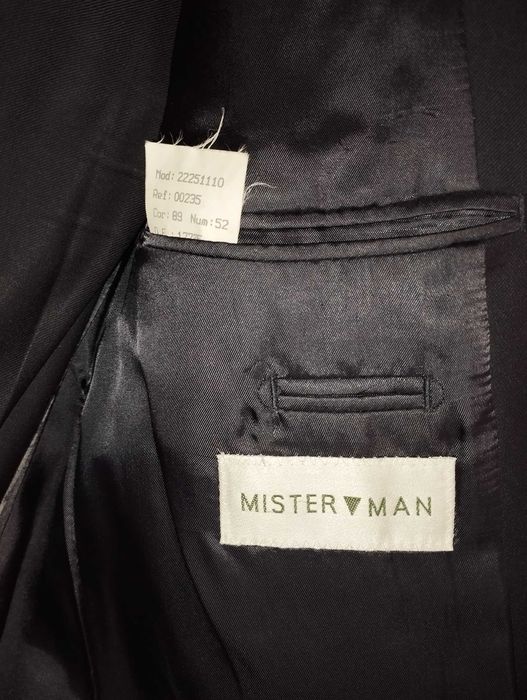 Mod: 22251110
Ref: 00235
Cor: 89 Num: 52
MISTER MAN